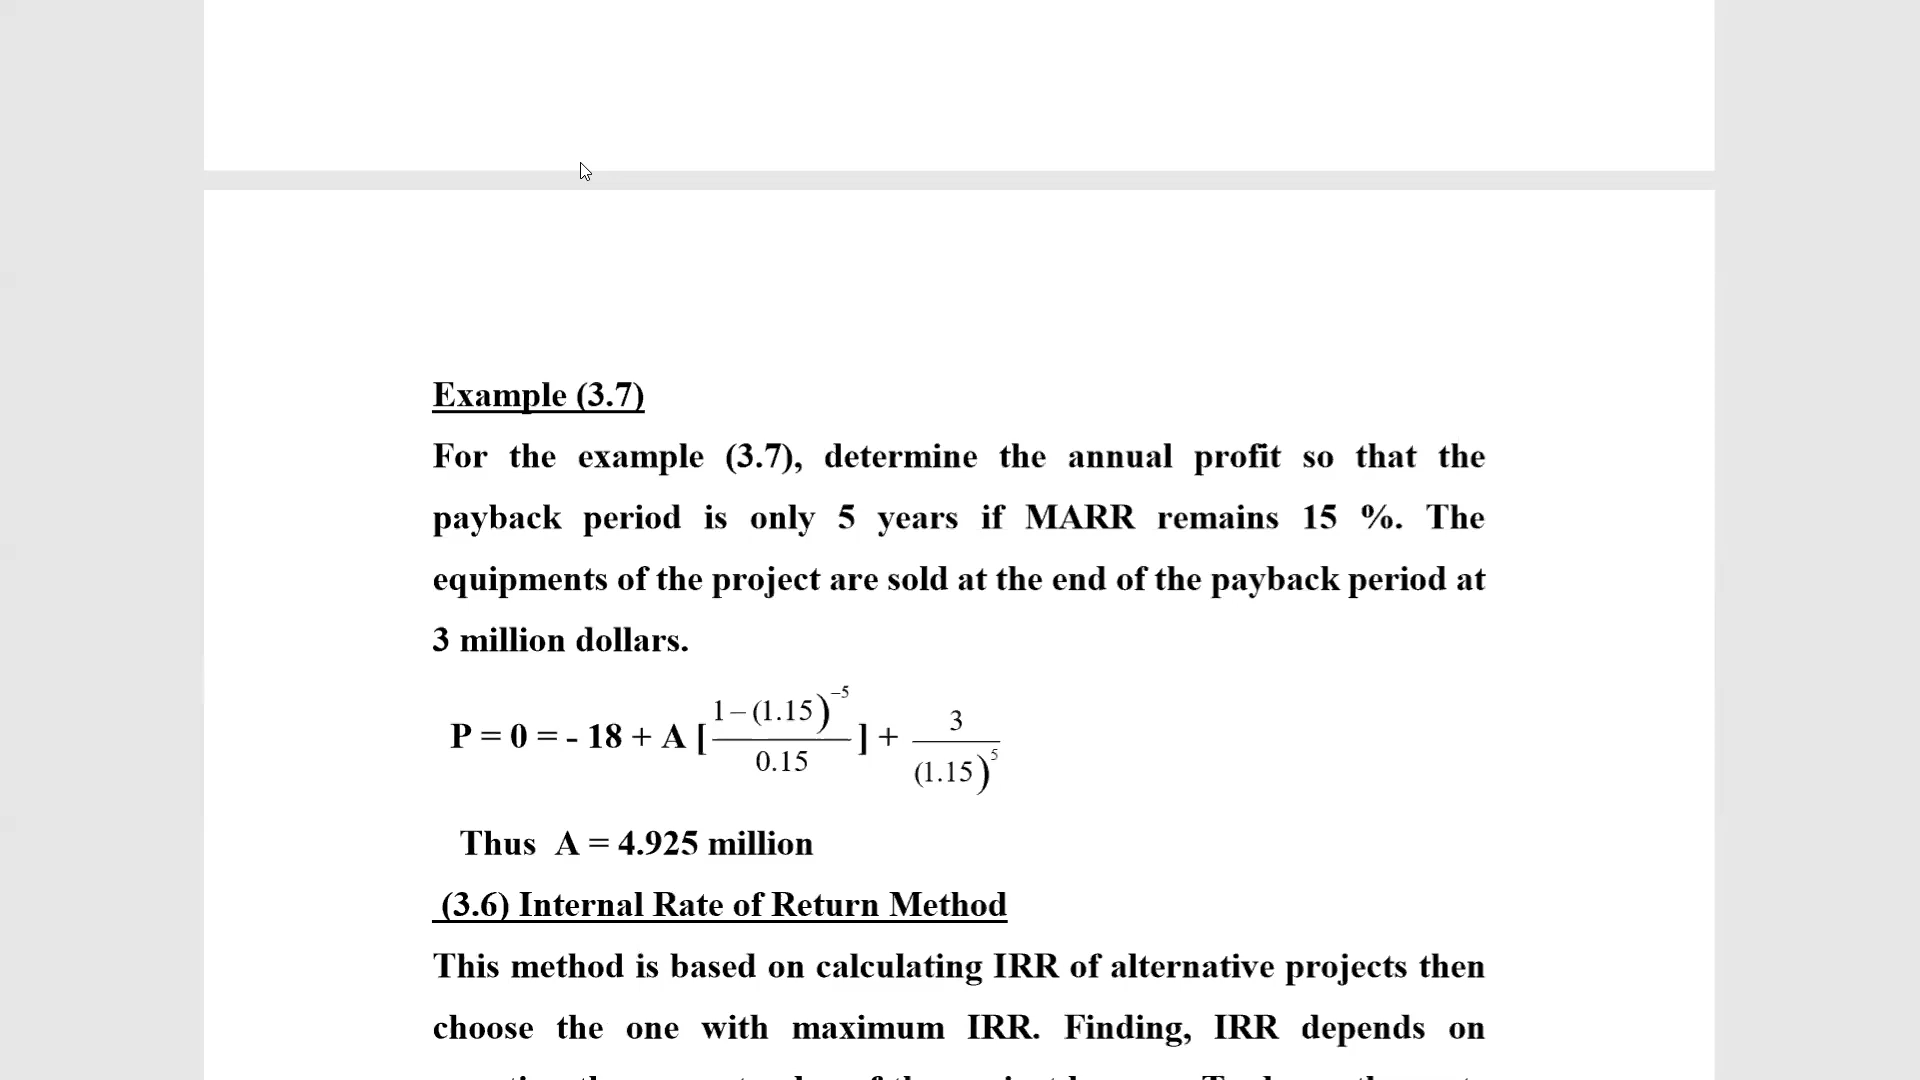 Example (3.7)
For the example (3.7), determine the annual profit so that the
payback period is only 5 years if MARR remains 15 %. The
equipments of the project are sold at the end of the payback period at
3 million dollars.
P = 0 = - 18 + A [ \frac{1-(1.15)^{-5}}{0.15} ] + \frac{3}{(1.15)^5}
Thus A = 4.925 million
(3.6) Internal Rate of Return Method
This method is based on calculating IRR of alternative projects then
choose the one with maximum IRR. Finding, IRR depends on